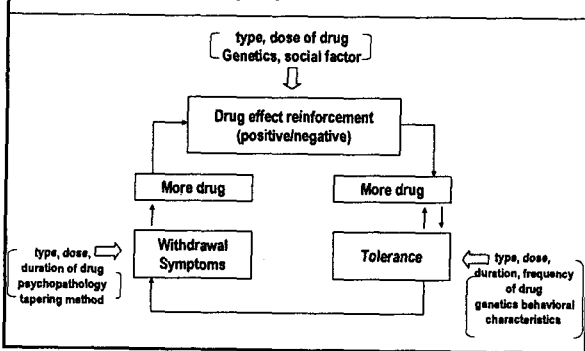 type, dose of drug
Genetics, social factor
Drug effect reinforcement
(positive/negative)
More drug
More drug
type, dose,
duration of drug
psychopathology
tapering method
Withdrawal
Symptoms
Tolerance
type, dose,
duration, frequency
of drug
genetics behavioral
characteristics